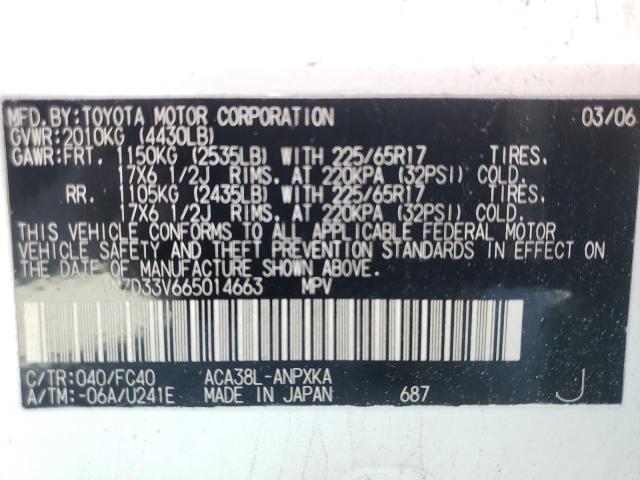 MFD. BY: TOYOTA MOTOR CORPORATION 03/06
GVWR: 2010KG (4430LB)
GAWR: FRT. 1150KG (2535LB) WITH 225/65R17 TIRES.
17X6 1/2J RIMS. AT 220KPA (32PSI) COLD.
RR. 1105KG (2435LB) WITH 225/65R17 TIRES.
17X6 1/2J RIMS. AT 220KPA (32PSI) COLD.
THIS VEHICLE CONFORMS TO ALL APPLICABLE FEDERAL MOTOR
VEHICLE SAFETY AND THEFT PREVENTION STANDARDS IN EFFECT ON
THE DATE OF MANUFACTURE SHOWN ABOVE.
ZD33V665014663 MPV
C/TR: 040/FC40 ACA38L-ANPXKA
A/TM: -06A/U241E MADE IN JAPAN 687 J